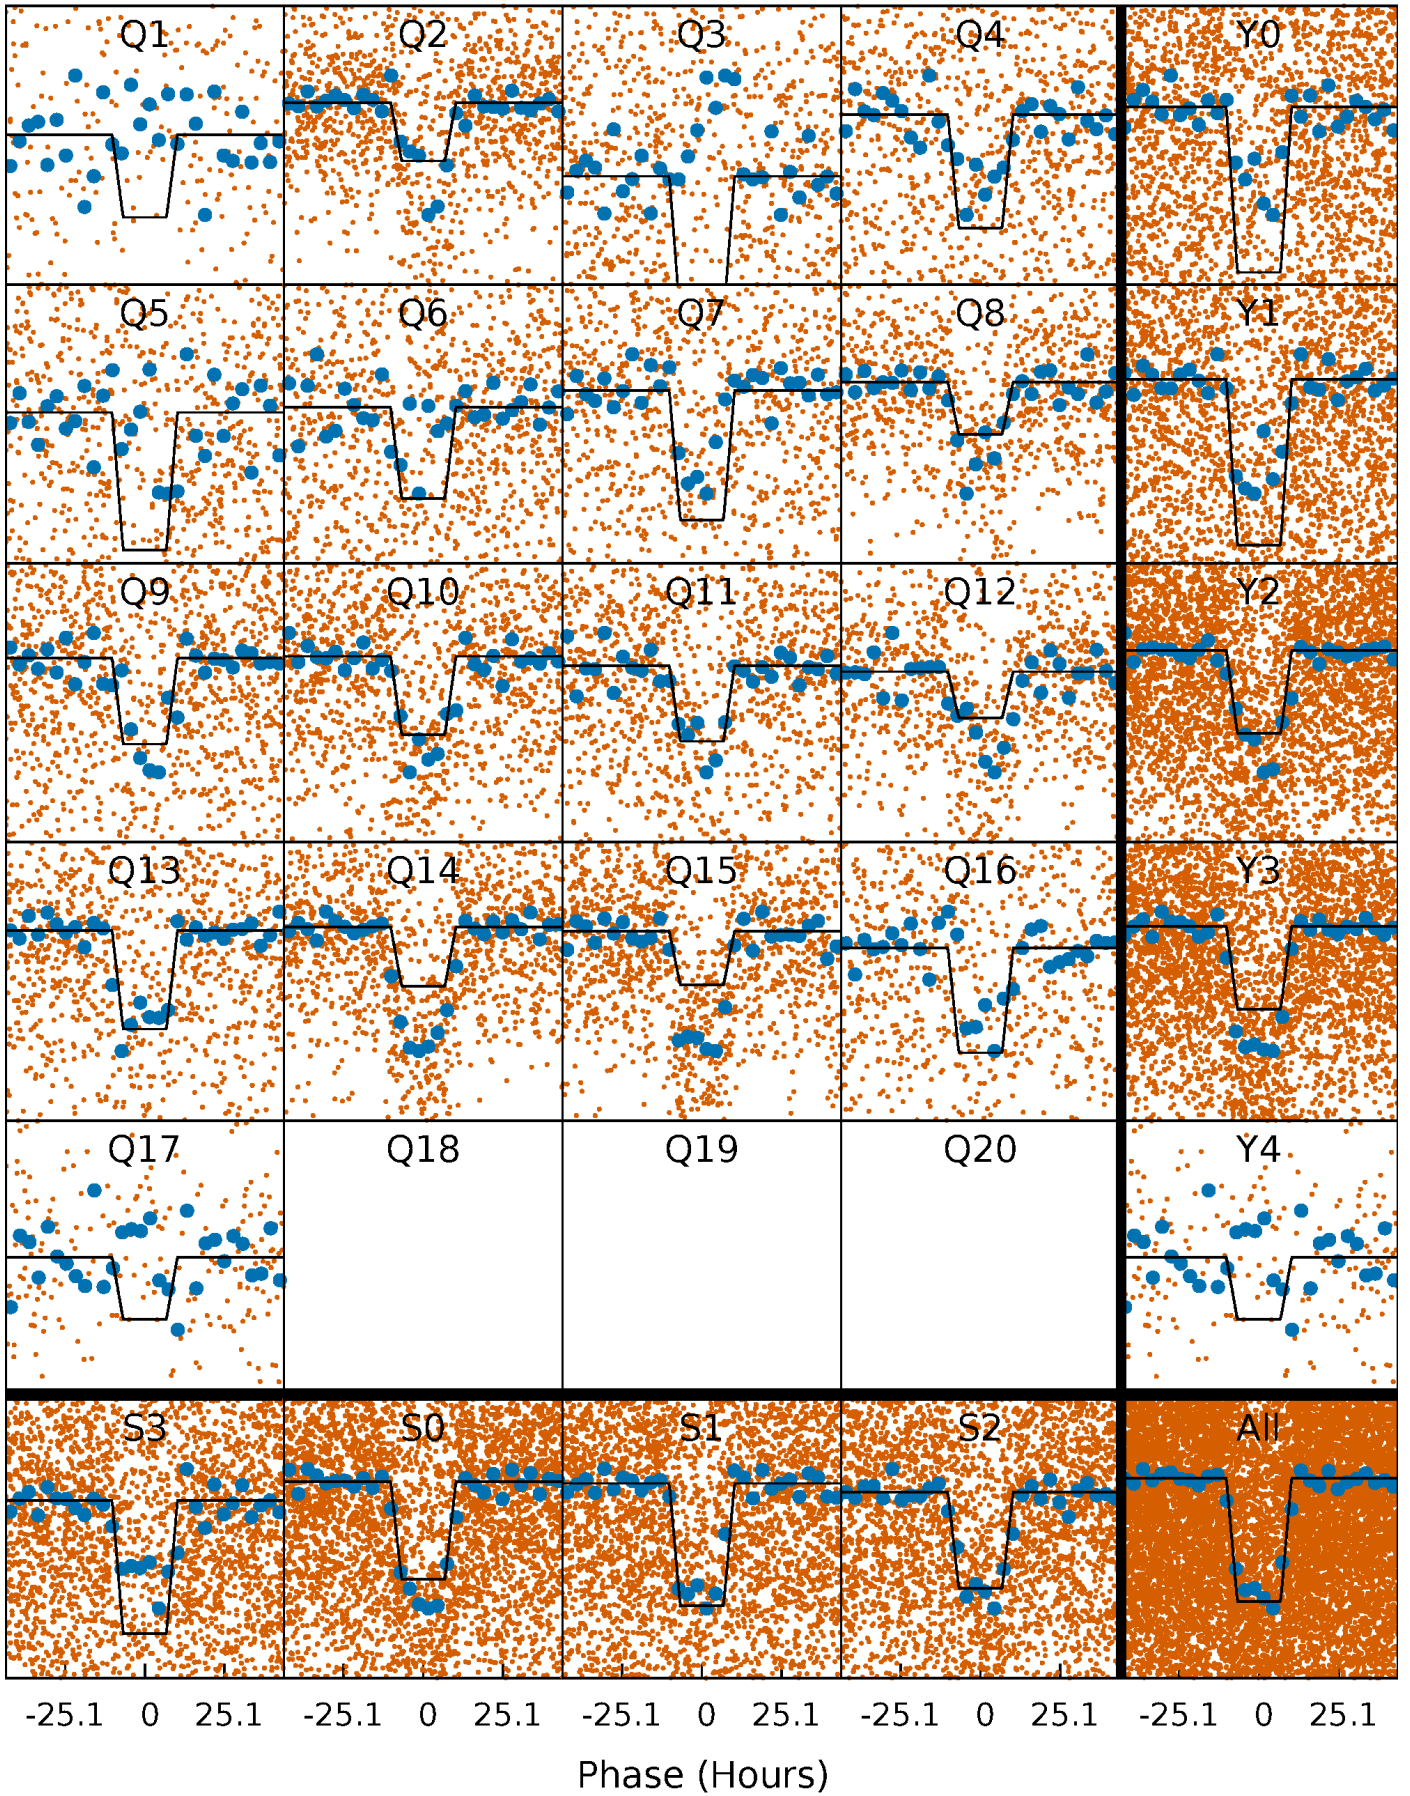 Q1 Q2 Q3 Q4 Y0
Q5 Q6 Q7 Q8 Y1
Q9 Q10 Q11 Q12 Y2
Q13 Q14 Q15 Q16 Y3
Q17 Q18 Q19 Q20 Y4
S3 S0 S1 S2 All
-25.1 0 25.1 -25.1 0 25.1 -25.1 0 25.1 -25.1 0 25.1 -25.1 0 25.1
Phase (Hours)